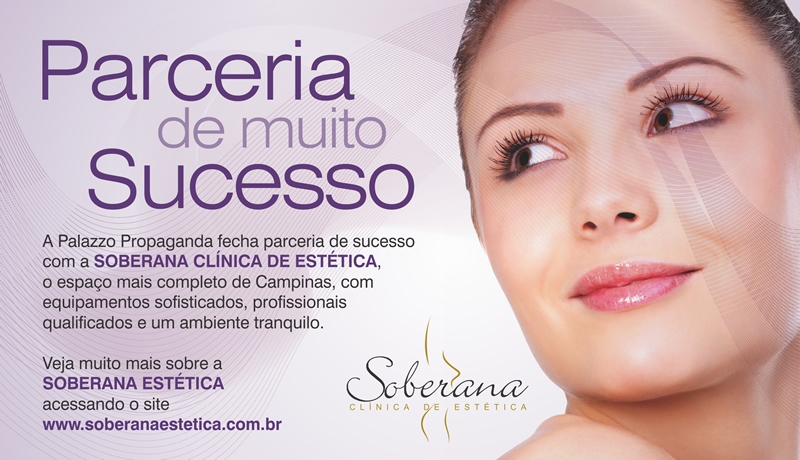 Parceria
de muito
Sucesso
A Palazzo Propaganda fecha parceria de sucesso
com a SOBERANA CLÍNICA DE ESTÉTICA,
o espaço mais completo de Campinas, com
equipamentos sofisticados, profissionais
qualificados e um ambiente tranquilo.
Veja muito mais sobre a
SOBERANA ESTÉTICA
acessando o site
www.soberanaestetica.com.br
Soberana
CLÍNICA DE ESTÉTICA